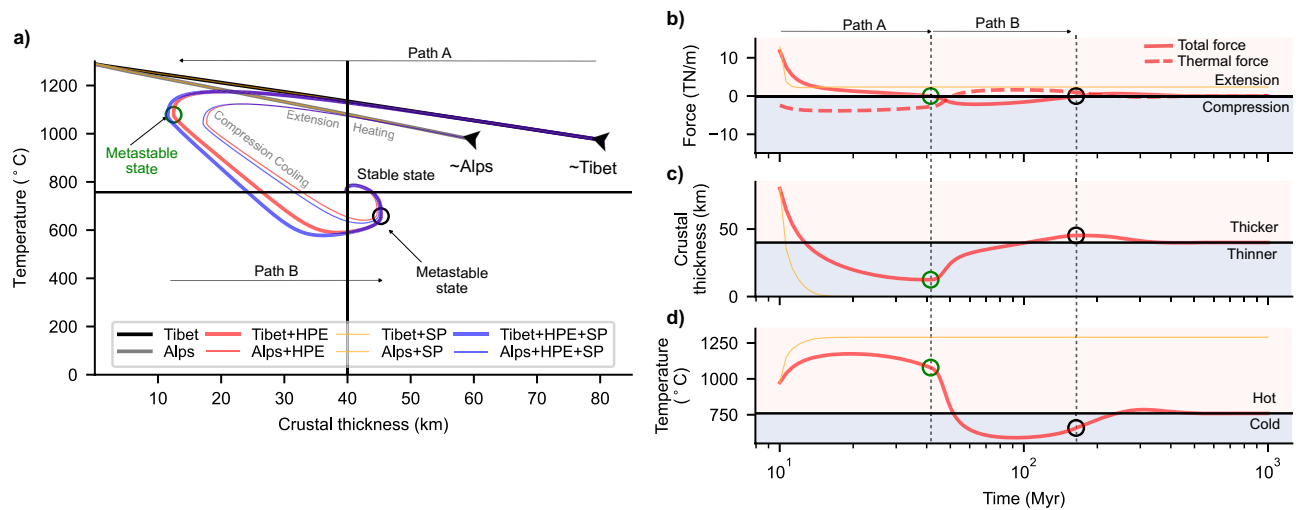 a)
Path A
1200
1000
800
600
400
200
0
Temperature (°C)
Metastable
state
Compression Cooling
Extension
Heating
~Alps
~Tibet
Stable state
Metastable
state
Path B
Tibet
Tibet+HPE
Tibet+SP
Tibet+HPE+SP
Alps
Alps+HPE
Alps+SP
Alps+HPE+SP
10
20
30
40
50
60
70
80
Crustal thickness (km)
b)
Path A
Path B
10
0
−10
Force (TN/m)
Total force
Thermal force
Extension
Compression
c)
50
0
Crustal
thickness (km)
Thicker
Thinner
d)
1250
1000
750
Temperature
(°C)
Hot
Cold
10¹
10²
10³
Time (Myr)